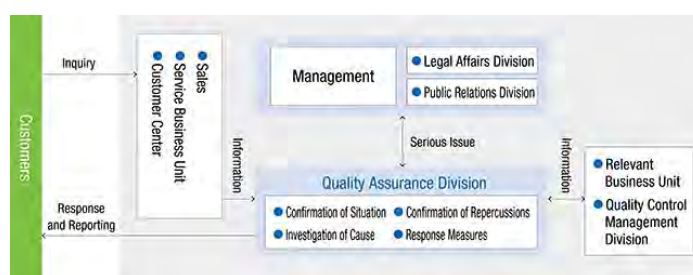 Customers
Inquiry
Sales
Service Business Unit
Customer Center
Management
Legal Affairs Division
Public Relations Division
Serious Issue
Information
Information
Quality Assurance Division
Confirmation of Situation
Confirmation of Repercussions
Investigation of Cause
Response Measures
Relevant
Business Unit
Quality Control
Management
Division
Response
and Reporting